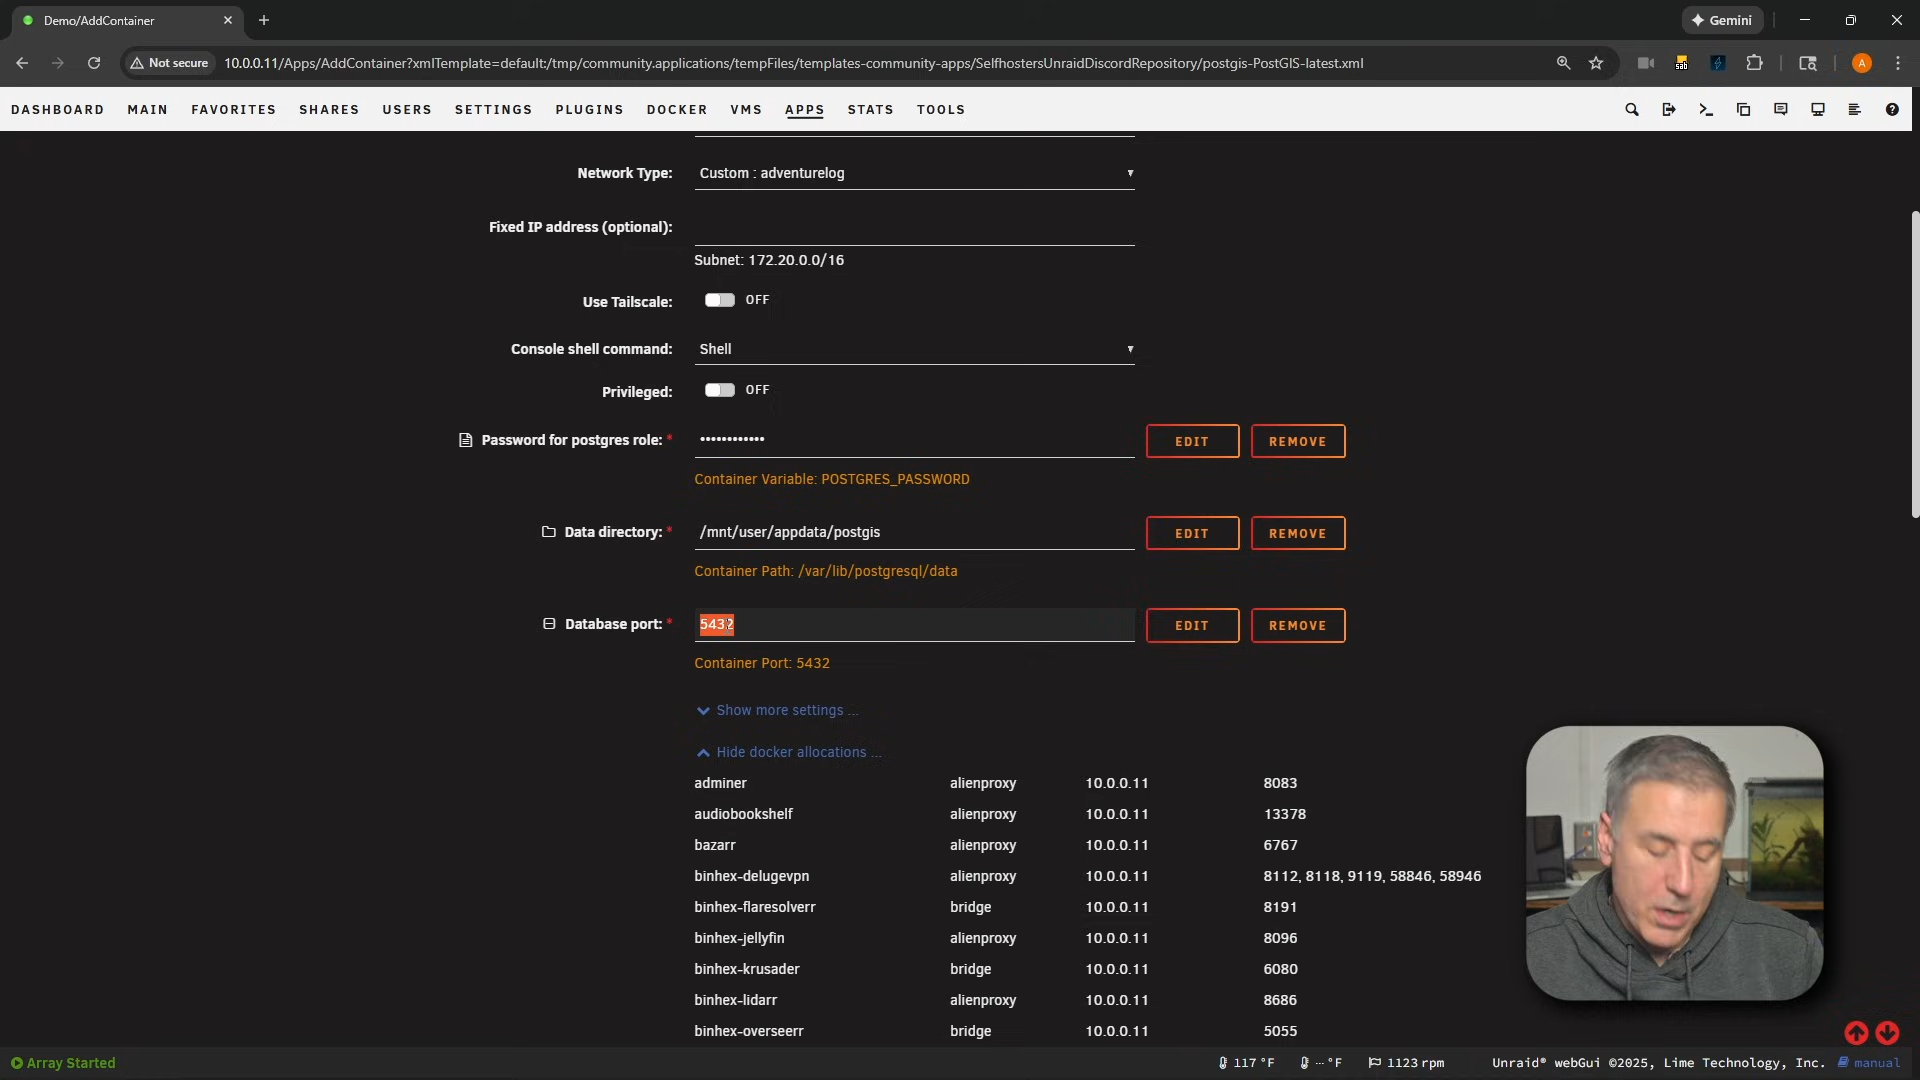 Demo/AddContainer
Gemini
Not secure
10.0.0.11/Apps/AddContainer?xmlTemplate=default:/tmp/community.applications/tempFiles/templates-community-apps/SelfhostersUnraidDiscordRepository/postgis-PostGIS-latest.xml
sab
A
DASHBOARD MAIN FAVORITES SHARES USERS SETTINGS PLUGINS DOCKER VMS APPS STATS TOOLS
Network Type: Custom : adventurelog
Fixed IP address (optional):
Subnet: 172.20.0.0/16
Use Tailscale: OFF
Console shell command: Shell
Privileged: OFF
Password for postgres role: * •••••••••••• EDIT REMOVE
Container Variable: POSTGRES_PASSWORD
Data directory: * /mnt/user/appdata/postgis EDIT REMOVE
Container Path: /var/lib/postgresql/data
Database port: * 5432 EDIT REMOVE
Container Port: 5432
Show more settings ...
Hide docker allocations ...
adminer alienproxy 10.0.0.11 8083
audiobookshelf alienproxy 10.0.0.11 13378
bazarr alienproxy 10.0.0.11 6767
binhex-delugevpn alienproxy 10.0.0.11 8112, 8118, 9119, 58846, 58946
binhex-flaresolverr bridge 10.0.0.11 8191
binhex-jellyfin alienproxy 10.0.0.11 8096
binhex-krusader bridge 10.0.0.11 6080
binhex-lidarr alienproxy 10.0.0.11 8686
binhex-overseerr bridge 10.0.0.11 5055
Array Started
117 °F -- °F 1123 rpm Unraid® webGui ©2025, Lime Technology, Inc. manual